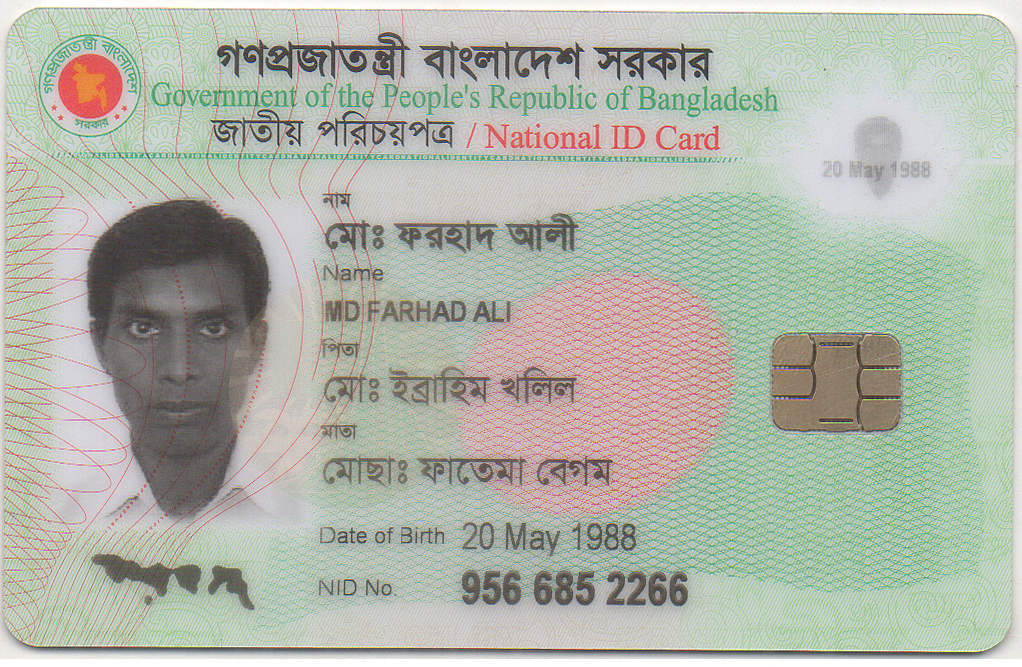 গণপ্রজাতন্ত্রী বাংলাদেশ সরকার
গণপ্রজাতন্ত্রী বাংলাদেশ
সরকার
Government of the People's Republic of Bangladesh
জাতীয় পরিচয়পত্র / National ID Card
20 May 1988
নাম
মোঃ ফরহাদ আলী
Name
MD FARHAD ALI
পিতা
মোঃ ইব্রাহিম খলিল
মাতা
মোছাঃ ফাতেমা বেগম
Date of Birth 20 May 1988
NID No. 956 685 2266